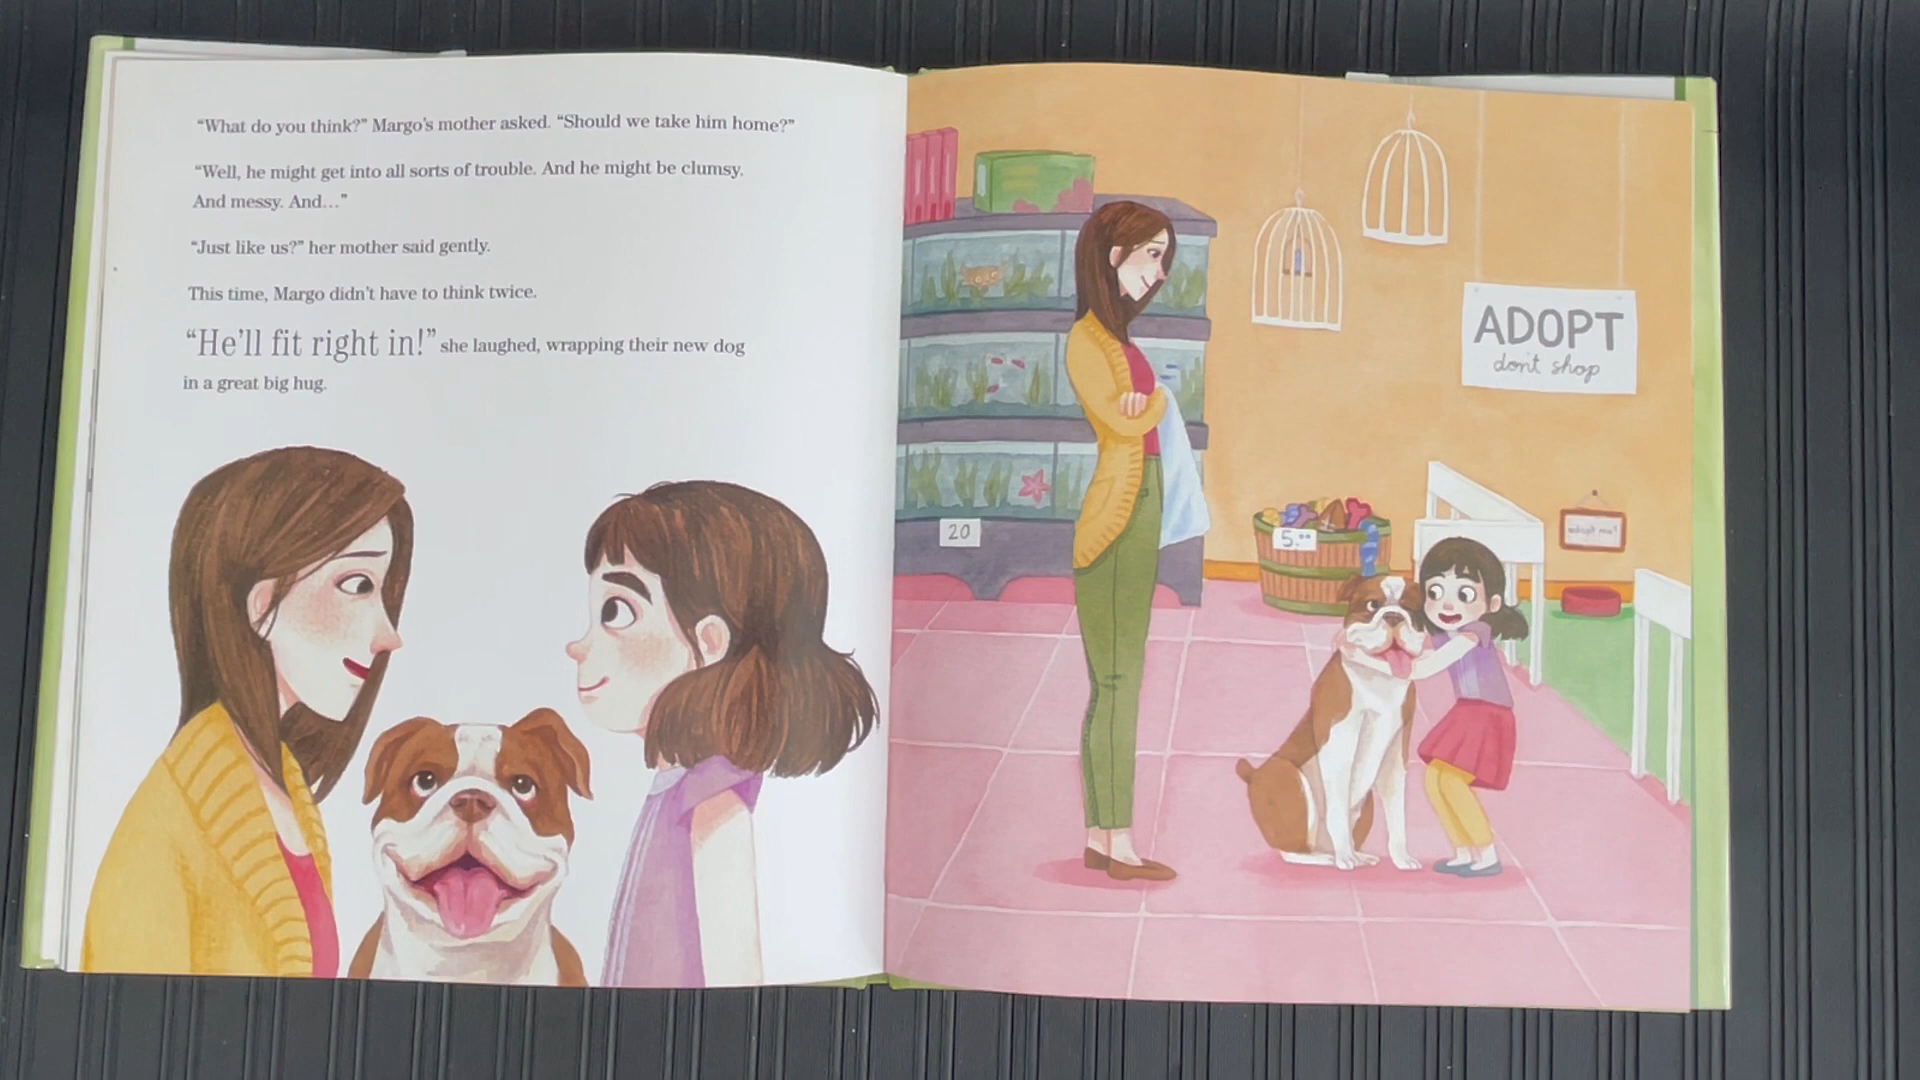 “What do you think?” Margo’s mother asked. “Should we take him home?”
“Well, he might get into all sorts of trouble. And he might be clumsy.
And messy. And…”
“Just like us?” her mother said gently.
This time, Margo didn’t have to think twice.
“He’ll fit right in!” she laughed, wrapping their new dog
in a great big hug.
ADOPT
don't shop
20
5.00